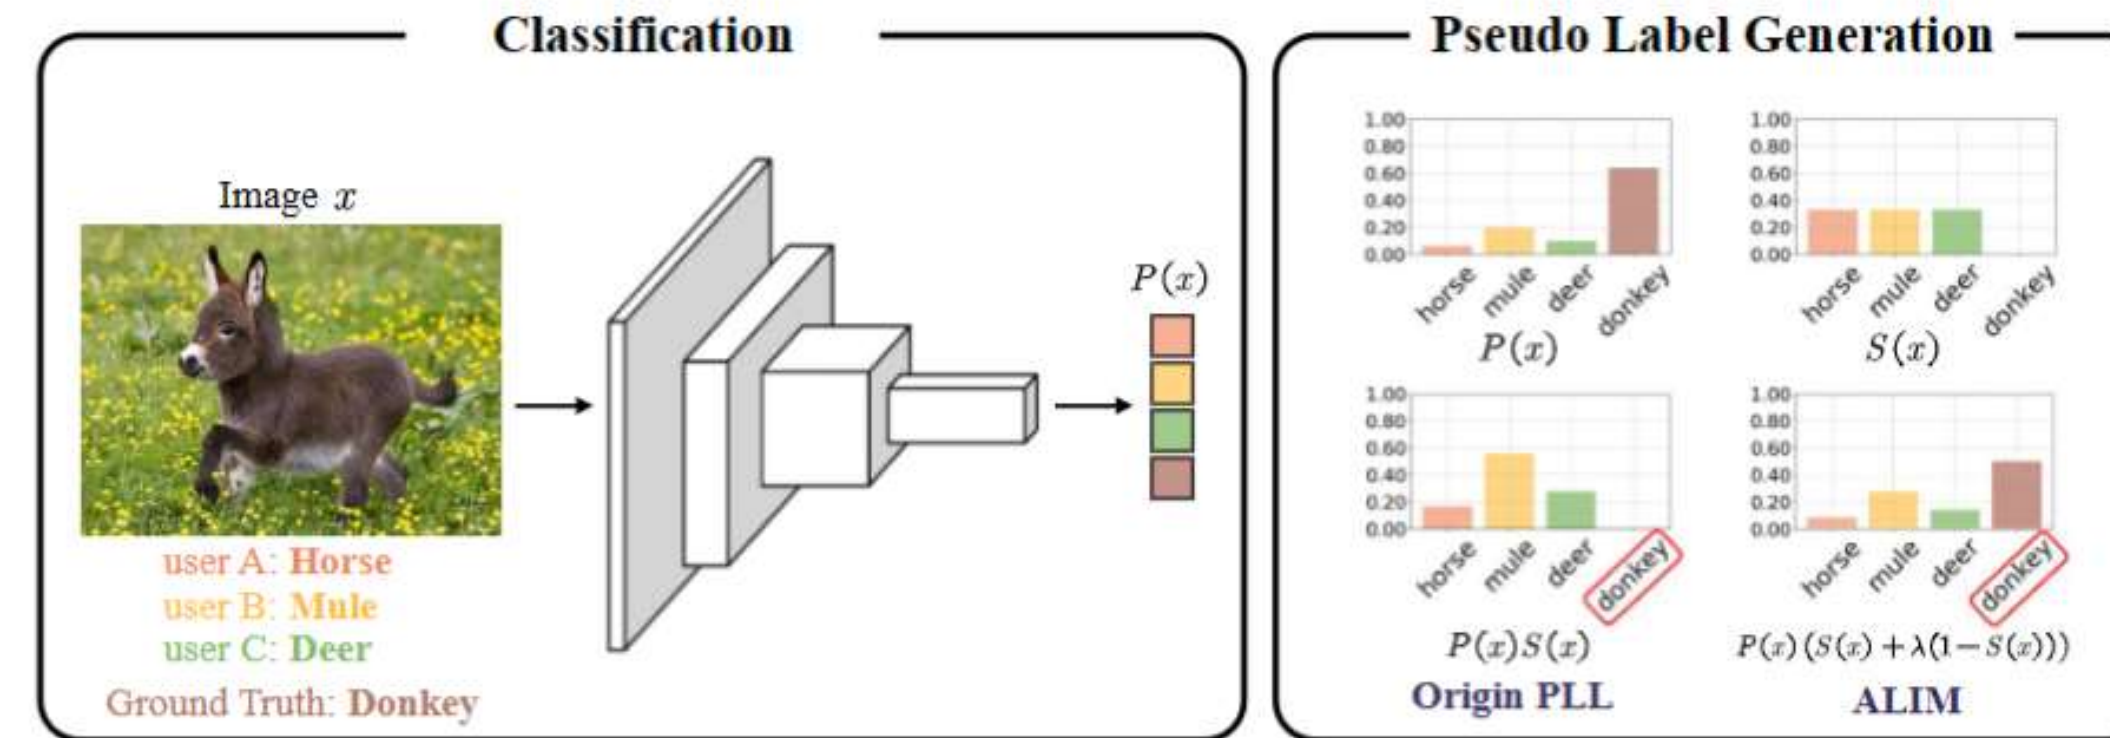 Classification
Image x
user A: Horse
user B: Mule
user C: Deer
Ground Truth: Donkey
P(x)
Pseudo Label Generation
1.00
0.80
0.60
0.40
0.20
0.00
horse mule deer donkey
P(x)
1.00
0.80
0.60
0.40
0.20
0.00
horse mule deer donkey
S(x)
1.00
0.80
0.60
0.40
0.20
0.00
horse mule deer donkey
P(x)S(x)
Origin PLL
1.00
0.80
0.60
0.40
0.20
0.00
horse mule deer donkey
P(x)(S(x)+λ(1−S(x)))
ALIM